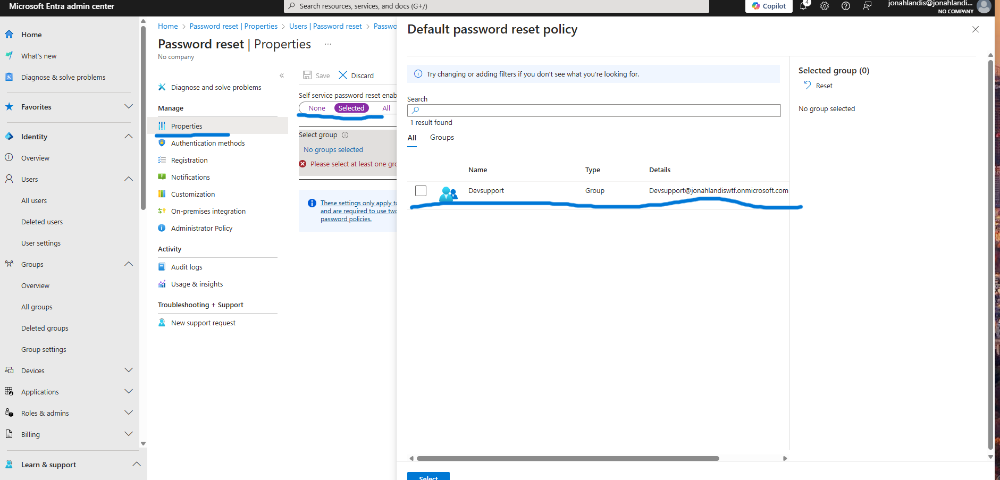 Microsoft Entra admin center
Search resources, services, and docs (G+/)
Copilot
4
jonahlandis@jonahlandi...
NO COMPANY
Home
What's new
Diagnose & solve problems
Favorites
Identity
Overview
Users
All users
Deleted users
User settings
Groups
Overview
All groups
Deleted groups
Group settings
Devices
Applications
Roles & admins
Billing
Learn & support
Home > Password reset | Properties > Users | Password reset > Passwo
Password reset | Properties ...
No company
Diagnose and solve problems
Manage
Properties
Authentication methods
Registration
Notifications
Customization
On-premises integration
Administrator Policy
Activity
Audit logs
Usage & insights
Troubleshooting + Support
New support request
Save
Discard
Self service password reset enab
None Selected All
Select group
No groups selected
Please select at least one gro
These settings only apply to
and are required to use two
password policies.
Default password reset policy
Try changing or adding filters if you don't see what you're looking for.
Search
1 result found
All Groups
Name Type Details
Devsupport Group Devsupport@jonahlandiswtf.onmicrosoft.com
Selected group (0)
Reset
No group selected
Select